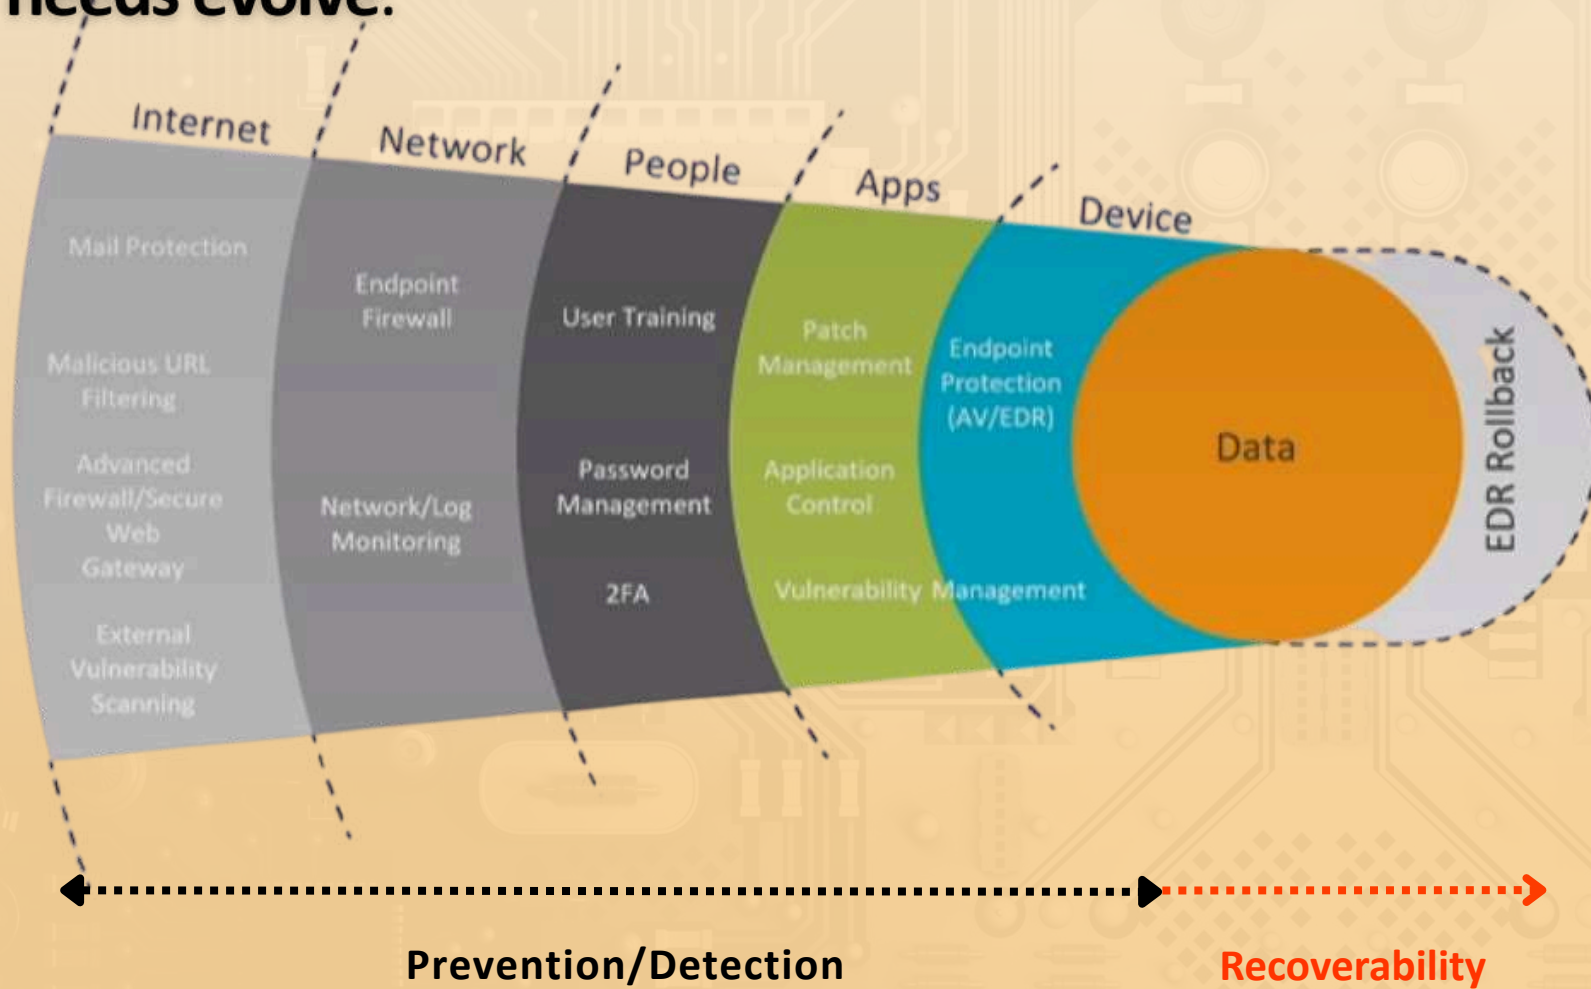 needs evolve.
Internet
Network
People
Apps
Device
Mail Protection
Malicious URL
Filtering
Advanced
Firewall/Secure
Web
Gateway
External
Vulnerability
Scanning
Endpoint
Firewall
Network/Log
Monitoring
User Training
Password
Management
2FA
Patch
Management
Application
Control
Vulnerability Management
Endpoint
Protection
(AV/EDR)
Data
EDR Rollback
Prevention/Detection
Recoverability